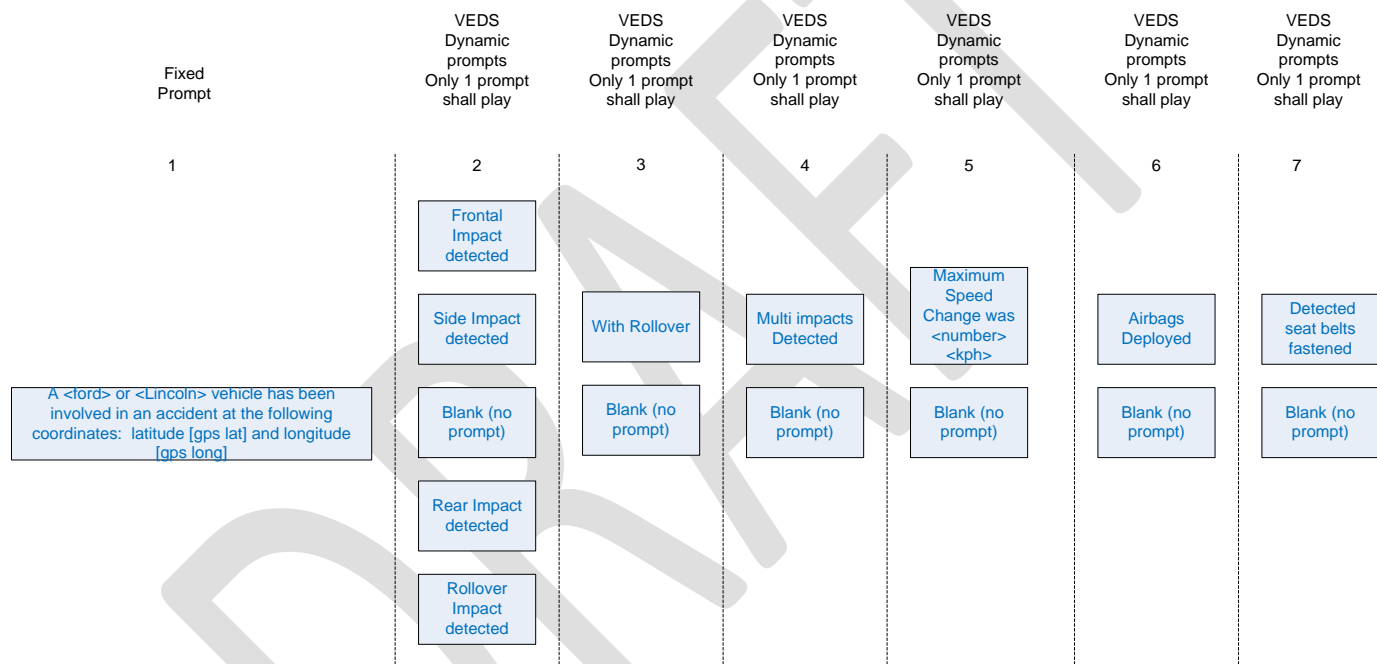 Fixed
Prompt
1
A <ford> or <Lincoln> vehicle has been
involved in an accident at the following
coordinates:  latitude [gps lat] and longitude
[gps long]
VEDS
Dynamic
prompts
Only 1 prompt
shall play
2
Frontal
Impact
detected
Side Impact
detected
Blank (no
prompt)
Rear Impact
detected
Rollover
Impact
detected
VEDS
Dynamic
prompts
Only 1 prompt
shall play
3
With Rollover
Blank (no
prompt)
VEDS
Dynamic
prompts
Only 1 prompt
shall play
4
Multi impacts
Detected
Blank (no
prompt)
VEDS
Dynamic
prompts
Only 1 prompt
shall play
5
Maximum
Speed
Change was
<number>
<kph>
Blank (no
prompt)
VEDS
Dynamic
prompts
Only 1 prompt
shall play
6
Airbags
Deployed
Blank (no
prompt)
VEDS
Dynamic
prompts
Only 1 prompt
shall play
7
Detected
seat belts
fastened
Blank (no
prompt)
DRAFT